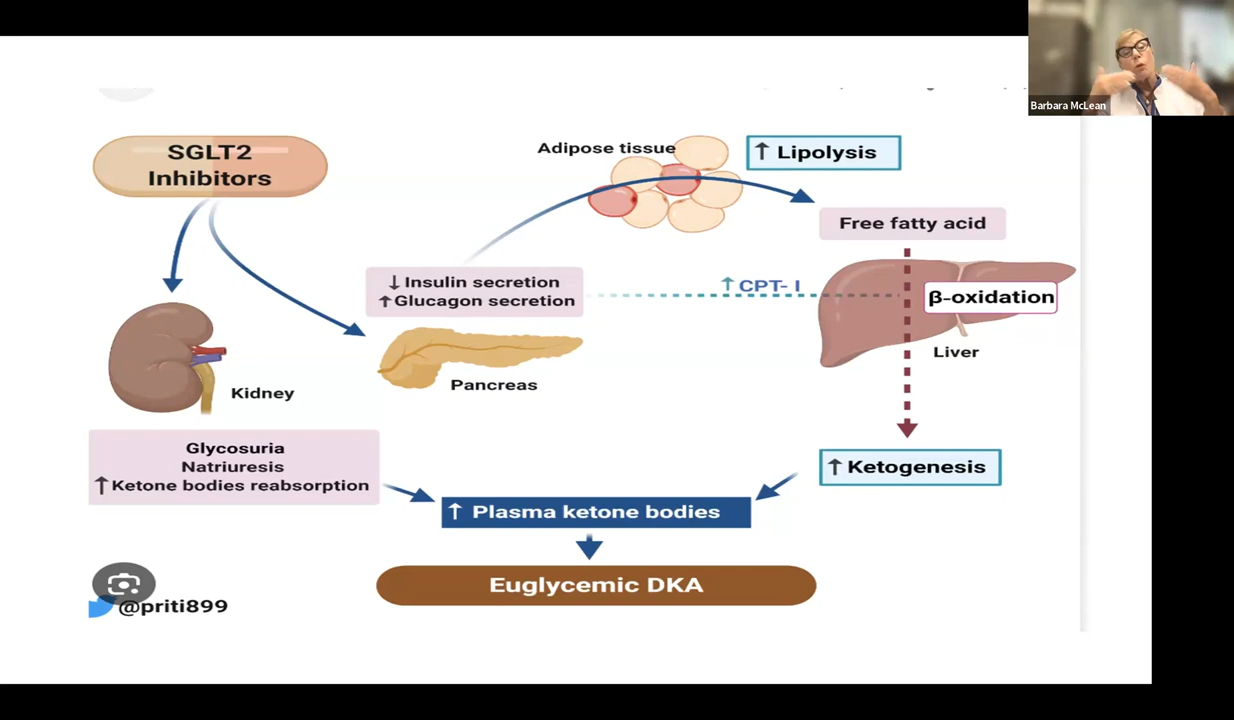 Barbara McLean
SGLT2
Inhibitors
Adipose tissue
↑ Lipolysis
Free fatty acid
↓ Insulin secretion
↑ Glucagon secretion
↑ CPT- I
β-oxidation
Liver
Pancreas
Kidney
Glycosuria
Natriuresis
↑ Ketone bodies reabsorption
↑ Ketogenesis
↑ Plasma ketone bodies
Euglycemic DKA
@priti899